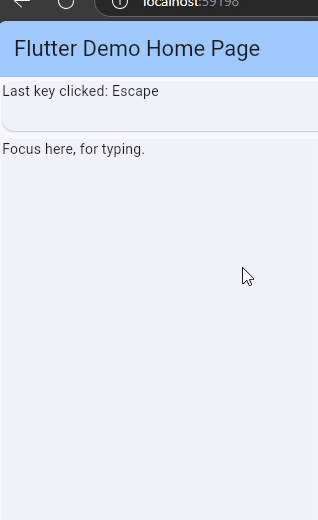 localhost:59198
Flutter Demo Home Page
Last key clicked: Escape
Focus here, for typing.